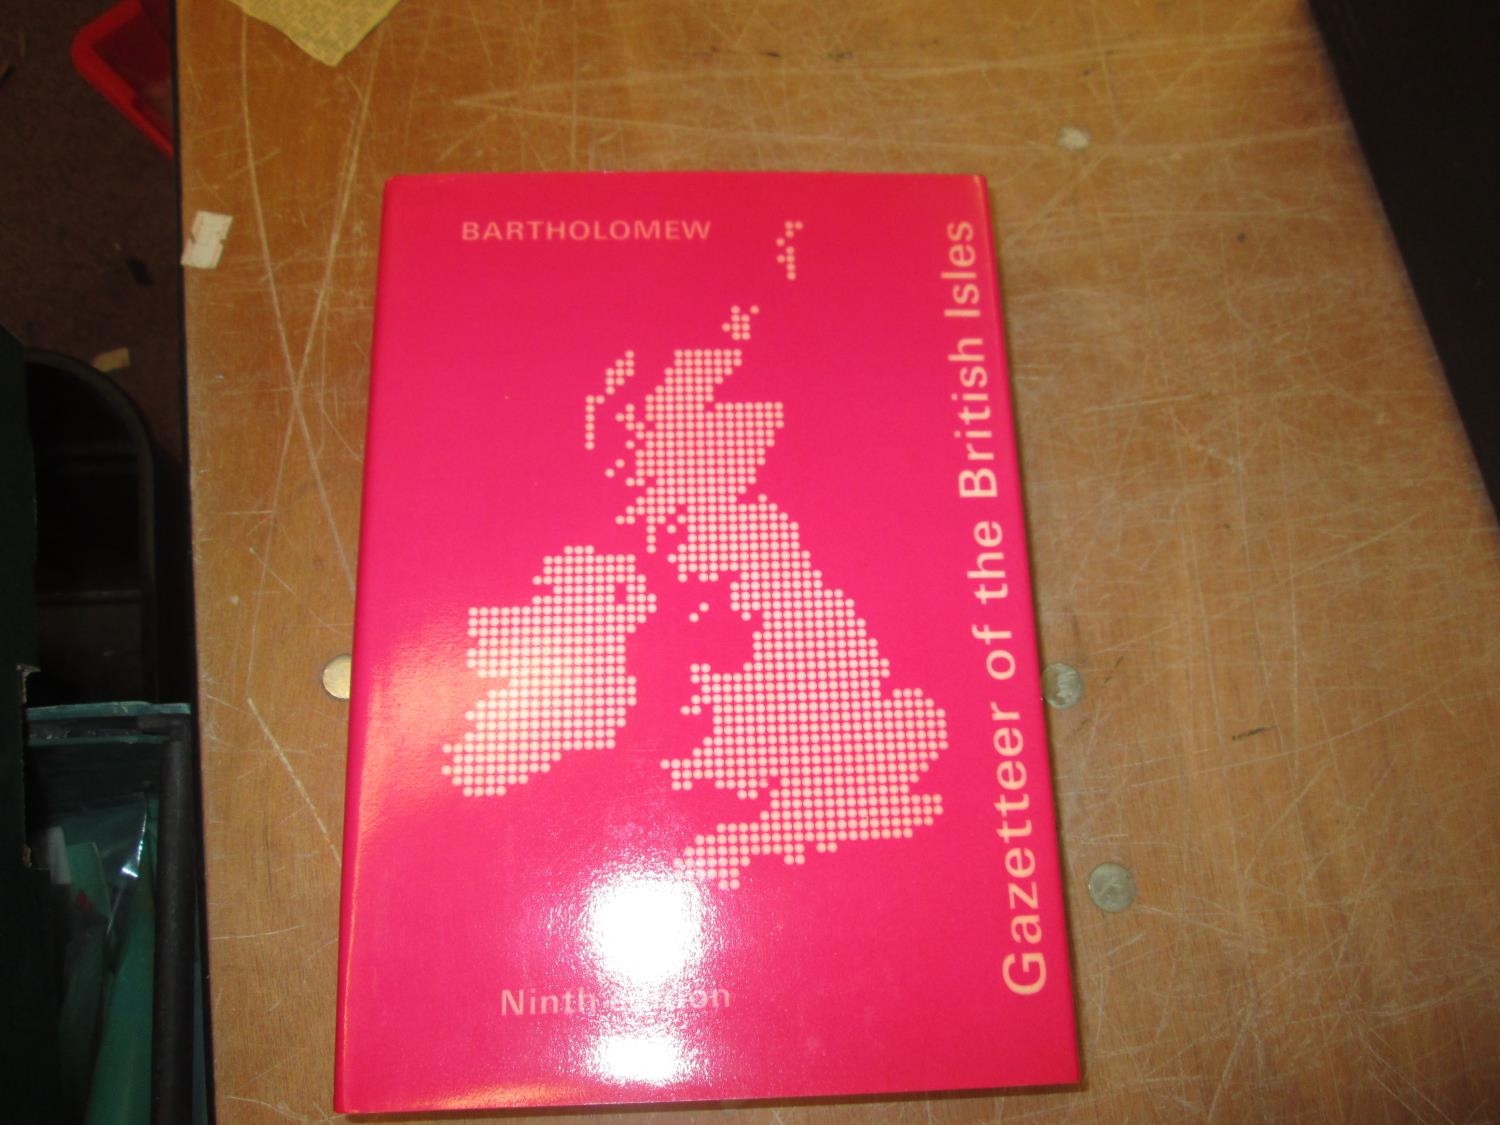 BARTHOLOMEW
Gazetteer of the British Isles
Ninth